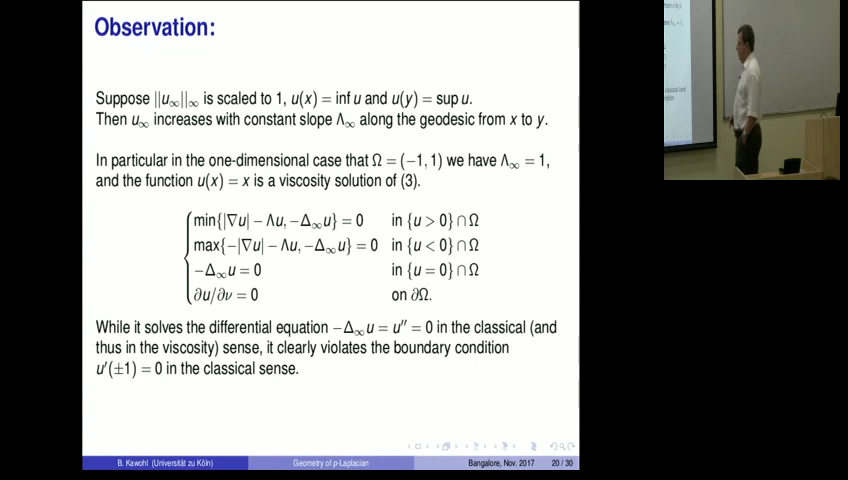 Observation:
Suppose ||u∞||∞ is scaled to 1, u(x) = inf u and u(y) = sup u.
Then u∞ increases with constant slope Λ∞ along the geodesic from x to y.
In particular in the one-dimensional case that Ω = (−1, 1) we have Λ∞ = 1,
and the function u(x) = x is a viscosity solution of (3).
min{|∇u| − Λu, −Δ∞u} = 0 in {u > 0} ∩ Ω
max{−|∇u| − Λu, −Δ∞u} = 0 in {u < 0} ∩ Ω
−Δ∞u = 0 in {u = 0} ∩ Ω
∂u/∂ν = 0 on ∂Ω.
While it solves the differential equation −Δ∞u = u″ = 0 in the classical (and
thus in the viscosity) sense, it clearly violates the boundary condition
u′(±1) = 0 in the classical sense.
B. Kawohl (Universität zu Köln) Geometry of p-Laplacian Bangalore, Nov. 2017 20 / 30